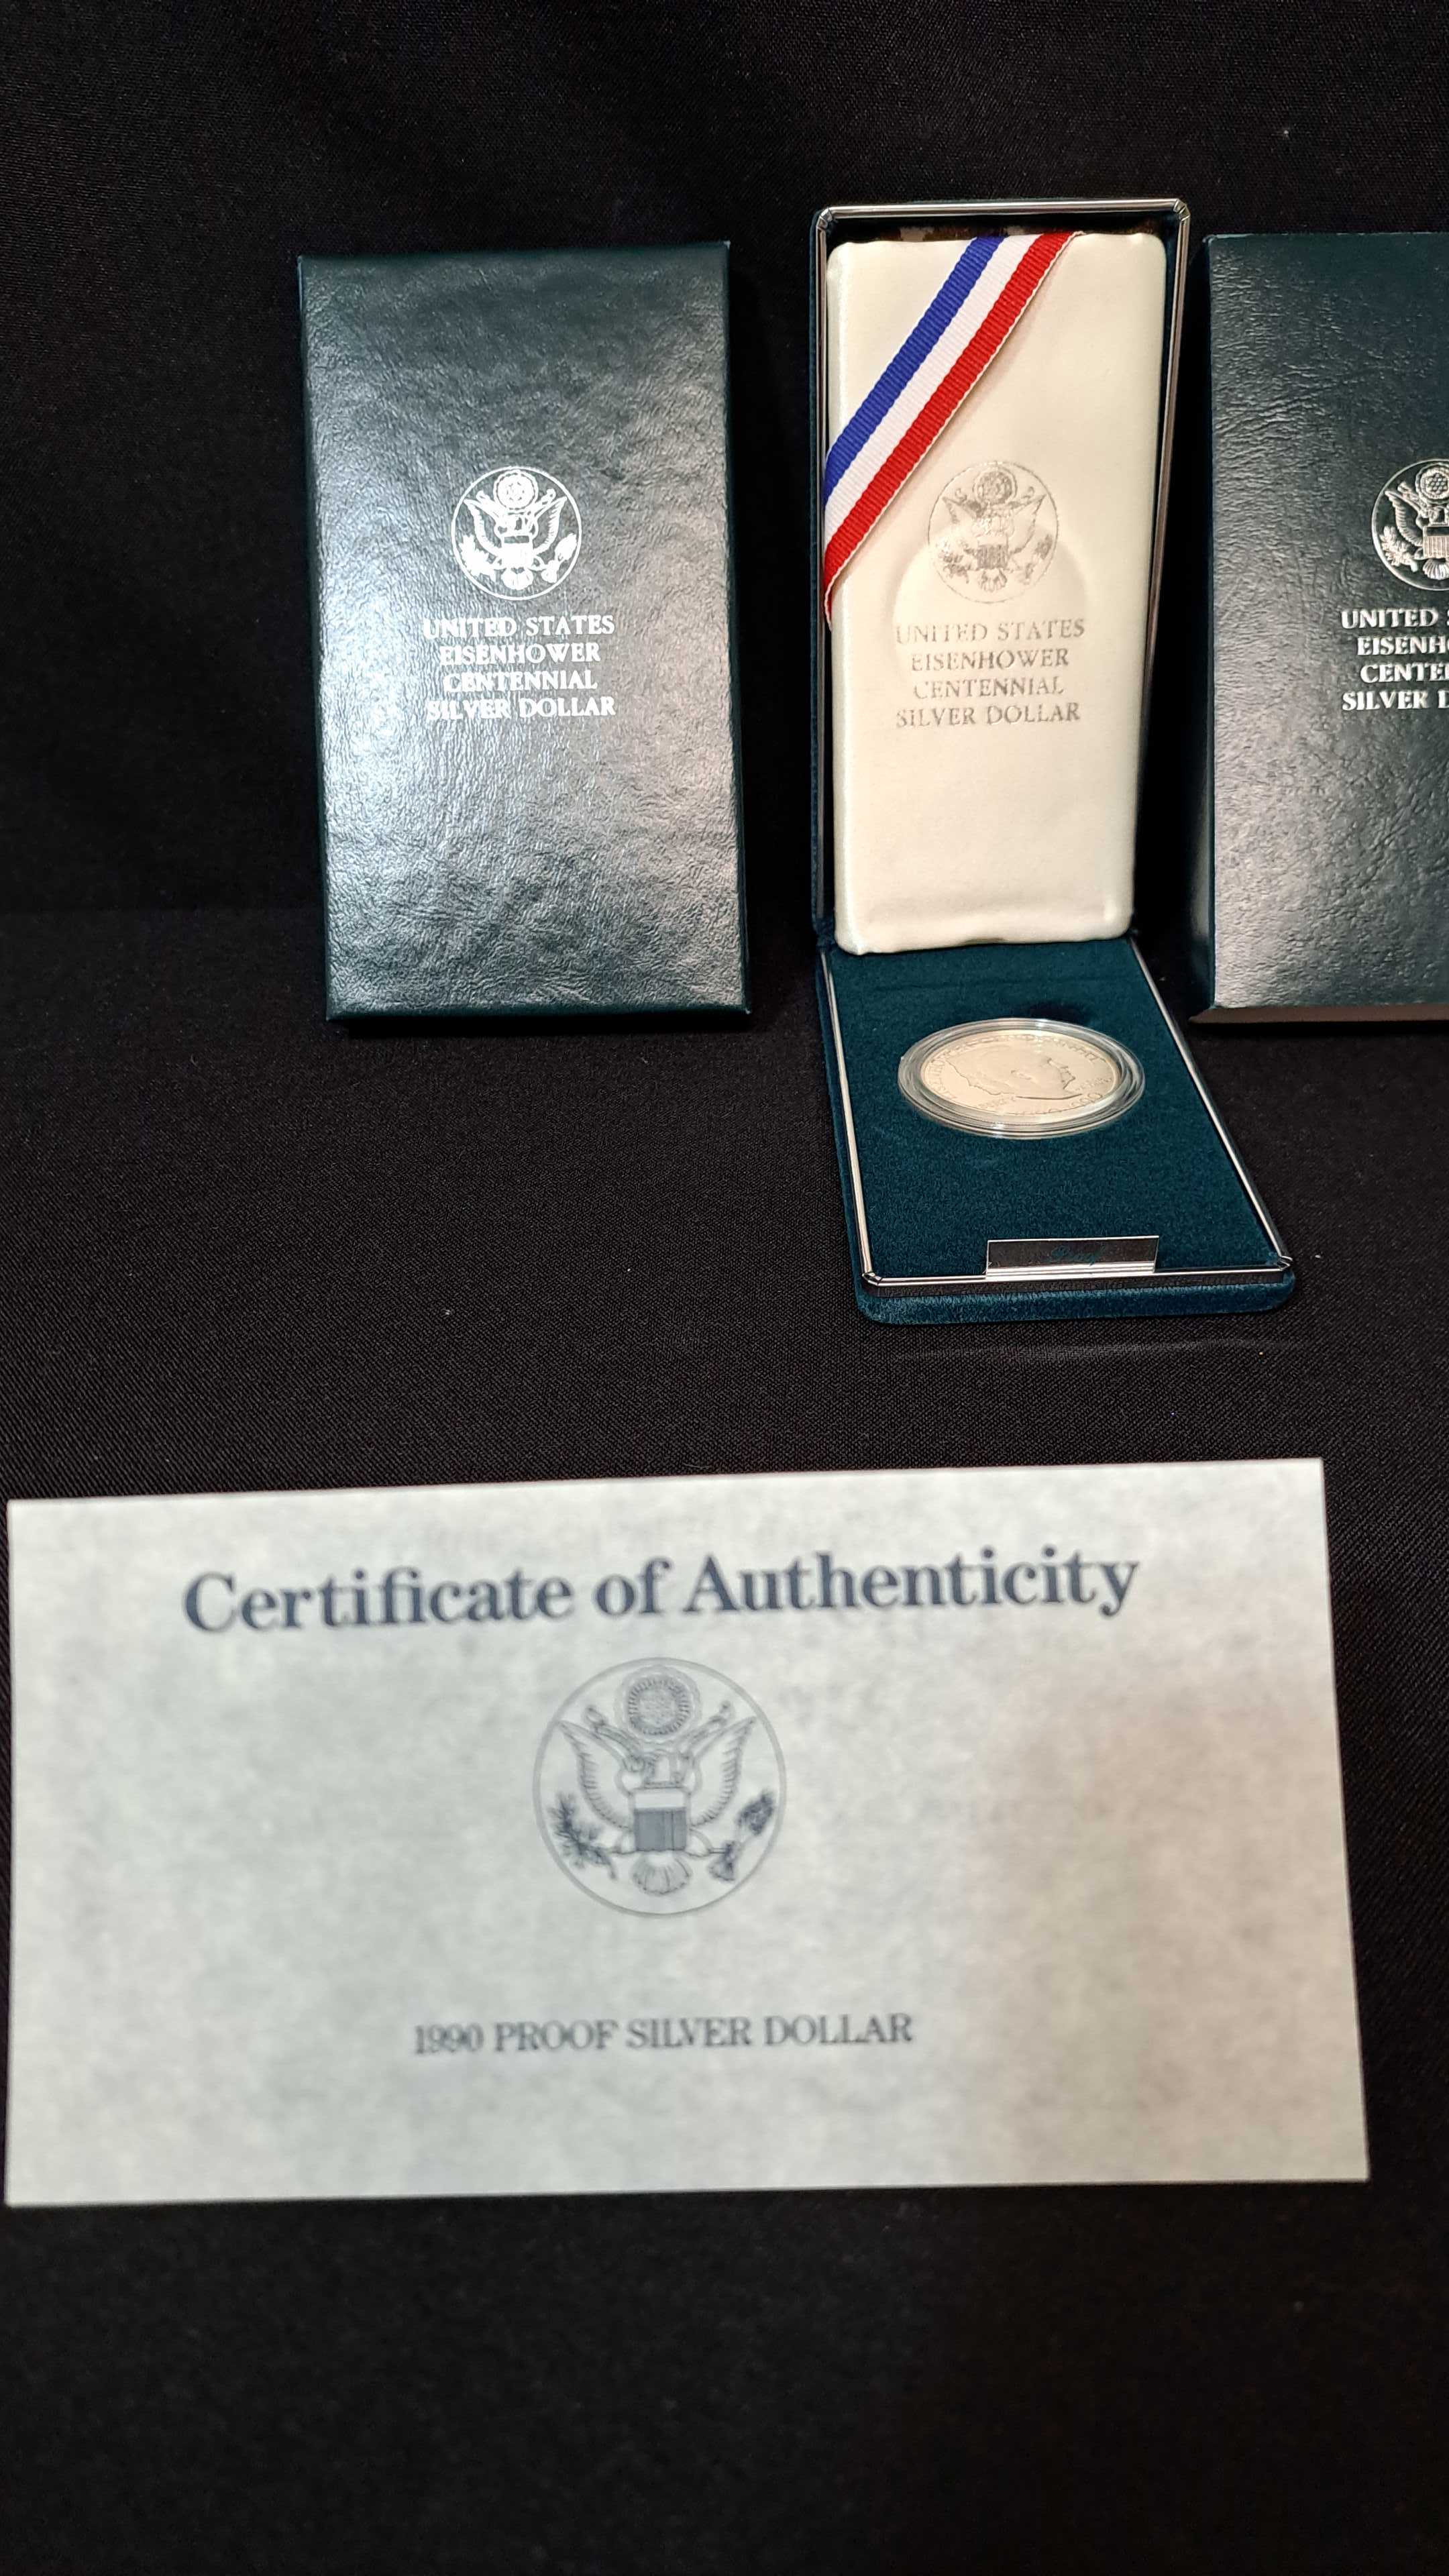 UNITED STATES
EISENHOWER
CENTENNIAL
SILVER DOLLAR
UNITED STATES
EISENHOWER
CENTENNIAL
SILVER DOLLAR
UNITED
Certificate of Authenticity
1990 PROOF SILVER DOLLAR